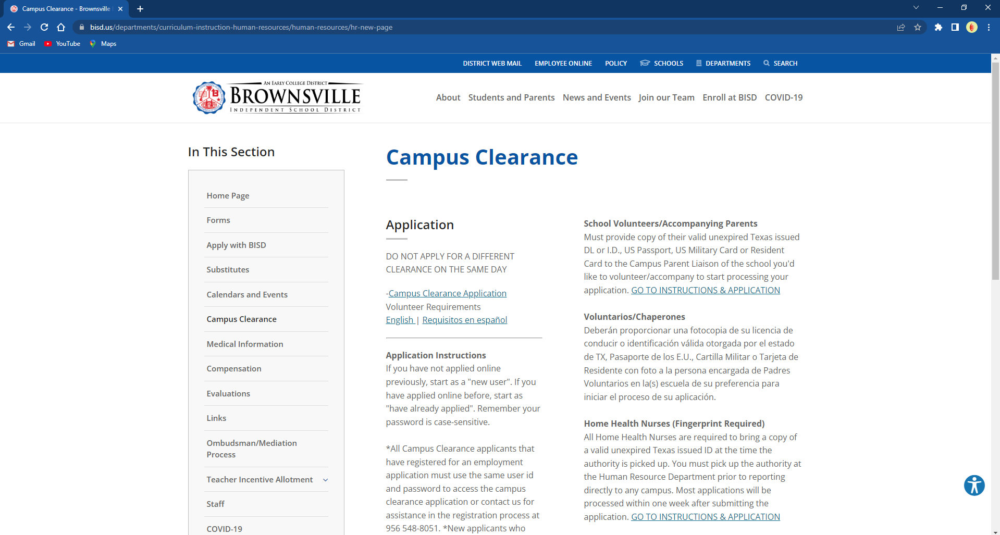 Campus Clearance - Brownsville
bisd.us/departments/curriculum-instruction-human-resources/human-resources/hr-new-page
Gmail YouTube Maps
DISTRICT WEB MAIL EMPLOYEE ONLINE POLICY SCHOOLS DEPARTMENTS SEARCH
AN EARLY COLLEGE DISTRICT
BROWNSVILLE
INDEPENDENT SCHOOL DISTRICT
About Students and Parents News and Events Join our Team Enroll at BISD COVID-19
In This Section
Home Page
Forms
Apply with BISD
Substitutes
Calendars and Events
Campus Clearance
Medical Information
Compensation
Evaluations
Links
Ombudsman/Mediation
Process
Teacher Incentive Allotment
Staff
COVID-19
Campus Clearance
Application
DO NOT APPLY FOR A DIFFERENT
CLEARANCE ON THE SAME DAY
-Campus Clearance Application
Volunteer Requirements
English | Requisitos en español
Application Instructions
If you have not applied online
previously, start as a "new user". If you
have applied online before, start as
"have already applied". Remember your
password is case-sensitive.
*All Campus Clearance applicants that
have registered for an employment
application must use the same user id
and password to access the campus
clearance application or contact us for
assistance in the registration process at
956 548-8051. *New applicants who
School Volunteers/Accompanying Parents
Must provide copy of their valid unexpired Texas issued
DL or I.D., US Passport, US Military Card or Resident
Card to the Campus Parent Liaison of the school you'd
like to volunteer/accompany to start processing your
application. GO TO INSTRUCTIONS & APPLICATION
Voluntarios/Chaperones
Deberán proporcionar una fotocopia de su licencia de
conducir o identificación válida otorgada por el estado
de TX, Pasaporte de los E.U., Cartilla Militar o Tarjeta de
Residente con foto a la persona encargada de Padres
Voluntarios en la(s) escuela de su preferencia para
iniciar el proceso de su aplicación.
Home Health Nurses (Fingerprint Required)
All Home Health Nurses are required to bring a copy of
a valid unexpired Texas issued ID at the time the
authority is picked up. You must pick up the authority at
the Human Resource Department prior to reporting
directly to any campus. Most applications will be
processed within one week after submitting the
application. GO TO INSTRUCTIONS & APPLICATION